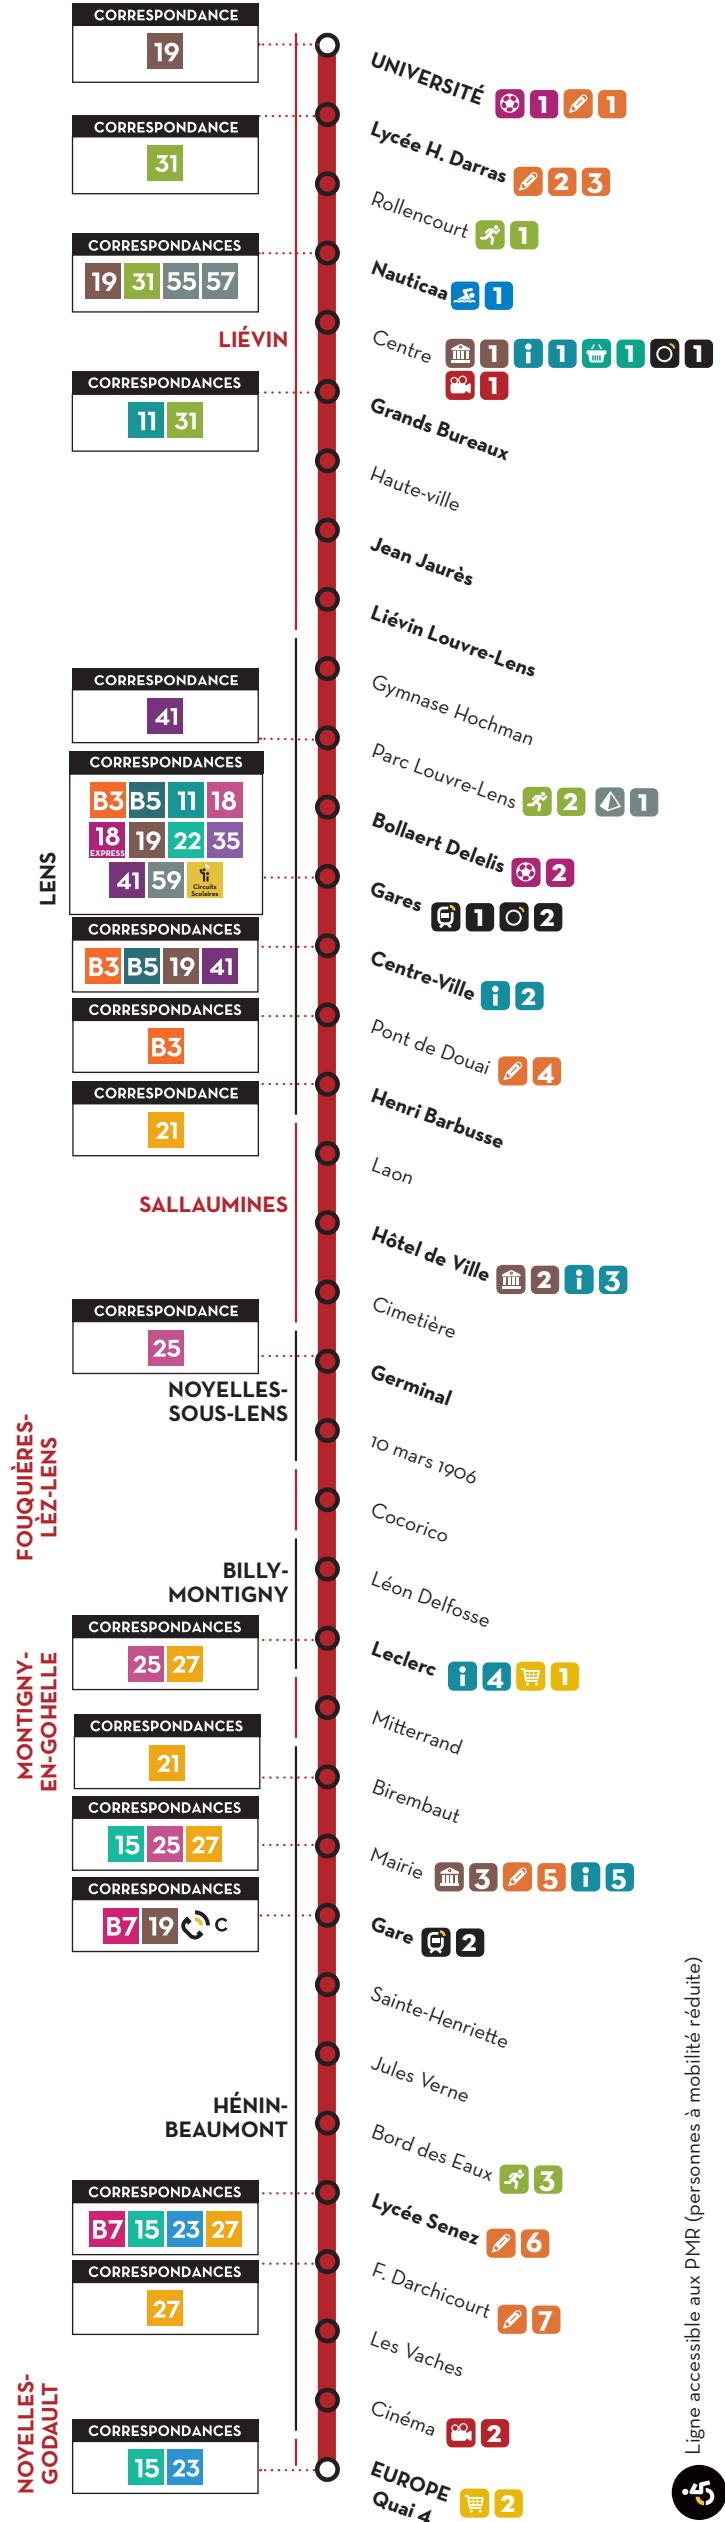 CORRESPONDANCE
19
UNIVERSITÉ 1 1
CORRESPONDANCE
31
Lycée H. Darras 2 3
Rollencourt 1
CORRESPONDANCES
19 31 55 57
Nauticaa 1
LIÉVIN
Centre 1 i 1 1 1
1
CORRESPONDANCES
11 31
Grands Bureaux
Haute-ville
Jean Jaurès
Liévin Louvre-Lens
Gymnase Hochman
CORRESPONDANCE
41
Parc Louvre-Lens 2 1
LENS
Bollaert Delelis 2
CORRESPONDANCES
B3 B5 11 18
18 EXPRESS 19 22 35
41 59 Circuits
Scolaires
Gares 1 2
CORRESPONDANCES
B3 B5 19 41
Centre-Ville i 2
CORRESPONDANCES
B3
Pont de Douai 4
CORRESPONDANCE
21
Henri Barbusse
Laon
SALLAUMINES
Hôtel de Ville 2 i 3
Cimetière
CORRESPONDANCE
25
Germinal
NOYELLES-
SOUS-LENS
10 mars 1906
FOUQUIÈRES-
LÈZ-LENS
Cocorico
BILLY-
MONTIGNY
Léon Delfosse
CORRESPONDANCES
25 27
Leclerc i 4 1
MONTIGNY-
EN-GOHELLE
Mitterrand
CORRESPONDANCES
21
Birembaut
CORRESPONDANCES
15 25 27
Mairie 3 5 i 5
CORRESPONDANCES
B7 19 C
Gare 2
Sainte-Henriette
Jules Verne
HÉNIN-
BEAUMONT
Bord des Eaux 3
CORRESPONDANCES
B7 15 23 27
Lycée Senez 6
CORRESPONDANCES
27
F. Darchicourt 7
Les Vaches
Cinéma 2
NOYELLES-
GODAULT
CORRESPONDANCES
15 23
EUROPE
Quai 4 2
Ligne accessible aux PMR (personnes à mobilité réduite)